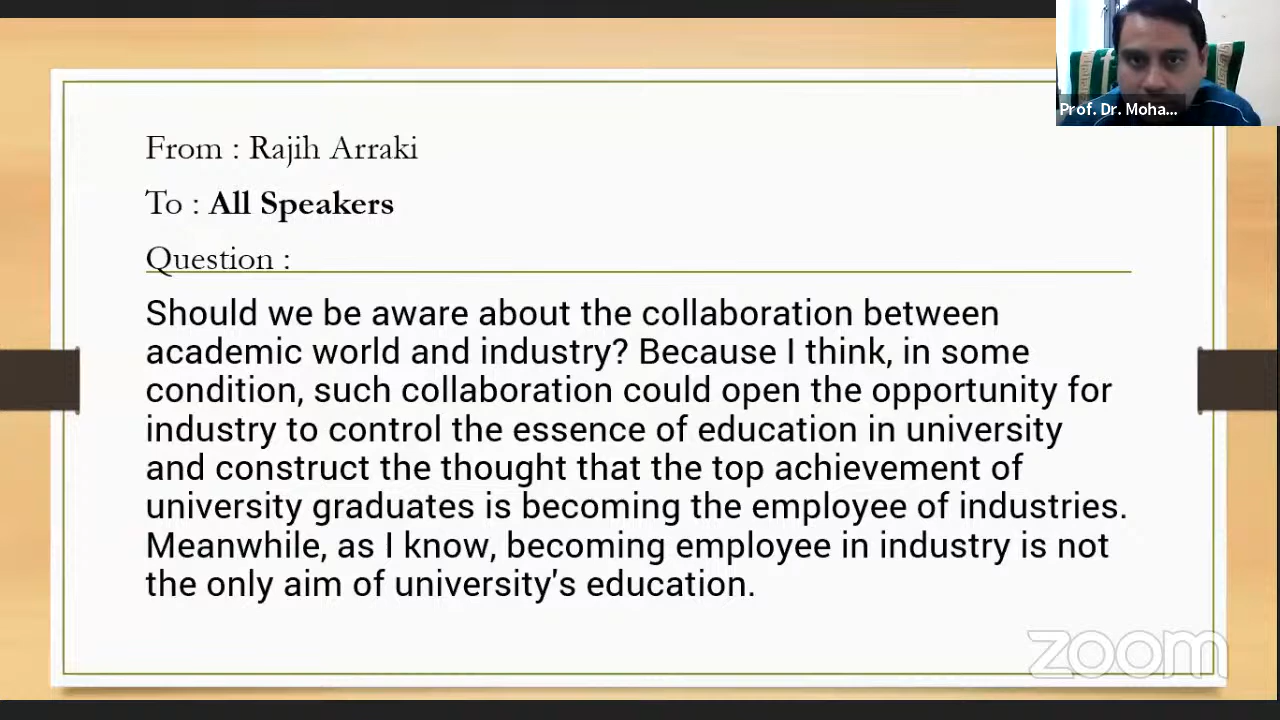 Prof. Dr. Moha...
From : Rajih Arraki
To : All Speakers
Question :
Should we be aware about the collaboration between
academic world and industry? Because I think, in some
condition, such collaboration could open the opportunity for
industry to control the essence of education in university
and construct the thought that the top achievement of
university graduates is becoming the employee of industries.
Meanwhile, as I know, becoming employee in industry is not
the only aim of university's education.
zoom